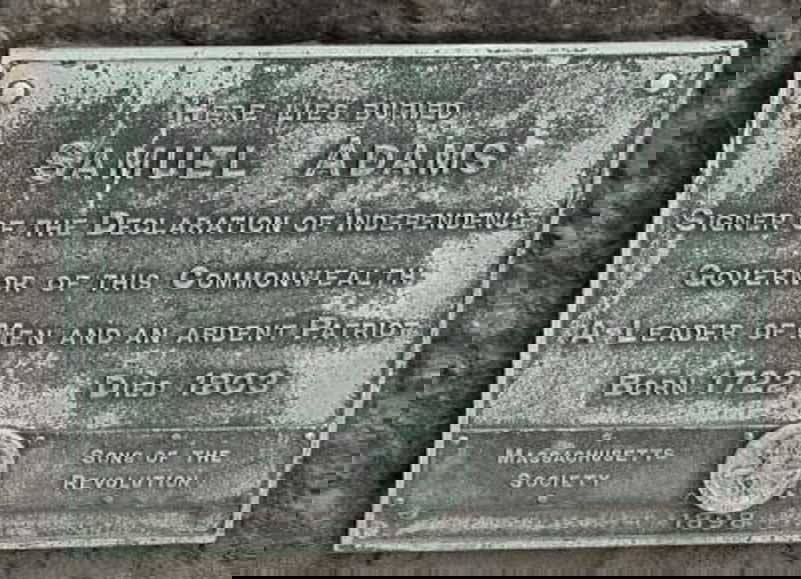 HERE LIES BURIED
SAMUEL ADAMS
OF THE DECLARATION OF INDEPENDENCE SIGNER
OF THIS COMMONWEALTH GOVERNOR
MEN AND AN ARDENT PATRIOT A LEADER OF
DIED 1803 BORN 1722
SONS OF THE MASSACHUSETTS
REVOLUTION SOCIETY
1898